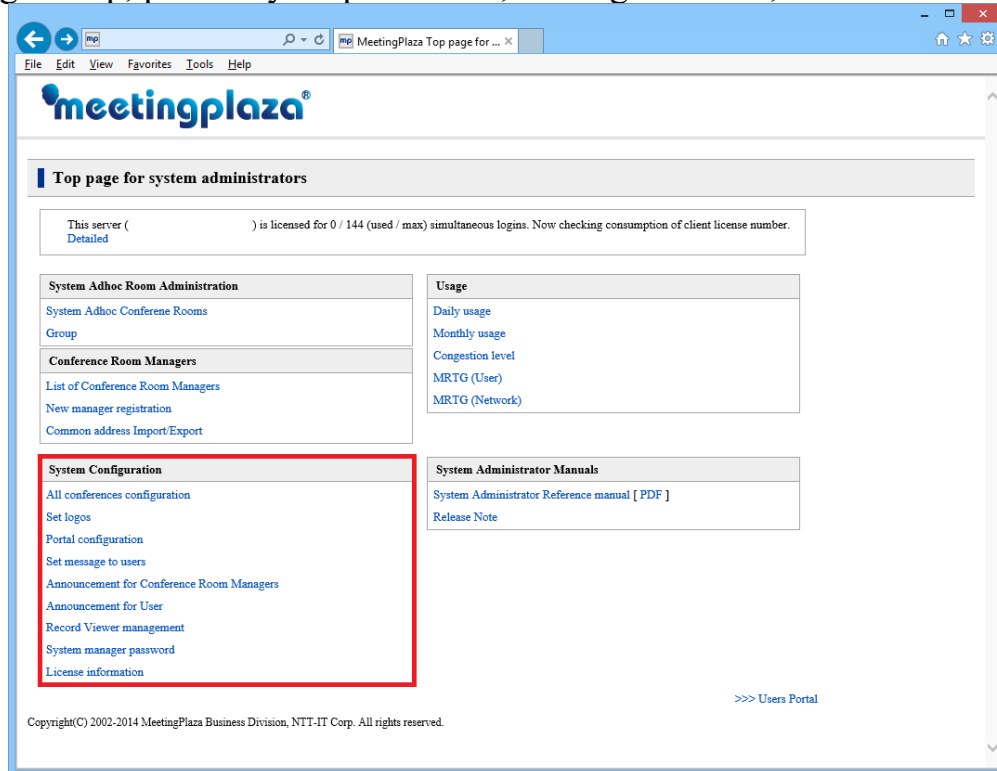 MeetingPlaza Top page for ...
File Edit View Favorites Tools Help
meetingplaza®
Top page for system administrators
This server ( ) is licensed for 0 / 144 (used / max) simultaneous logins. Now checking consumption of client license number.
Detailed
System Adhoc Room Administration
System Adhoc Conferene Rooms
Group
Conference Room Managers
List of Conference Room Managers
New manager registration
Common address Import/Export
Usage
Daily usage
Monthly usage
Congestion level
MRTG (User)
MRTG (Network)
System Configuration
All conferences configuration
Set logos
Portal configuration
Set message to users
Announcement for Conference Room Managers
Announcement for User
Record Viewer management
System manager password
License information
System Administrator Manuals
System Administrator Reference manual [ PDF ]
Release Note
>>> Users Portal
Copyright(C) 2002-2014 MeetingPlaza Business Division, NTT-IT Corp. All rights reserved.